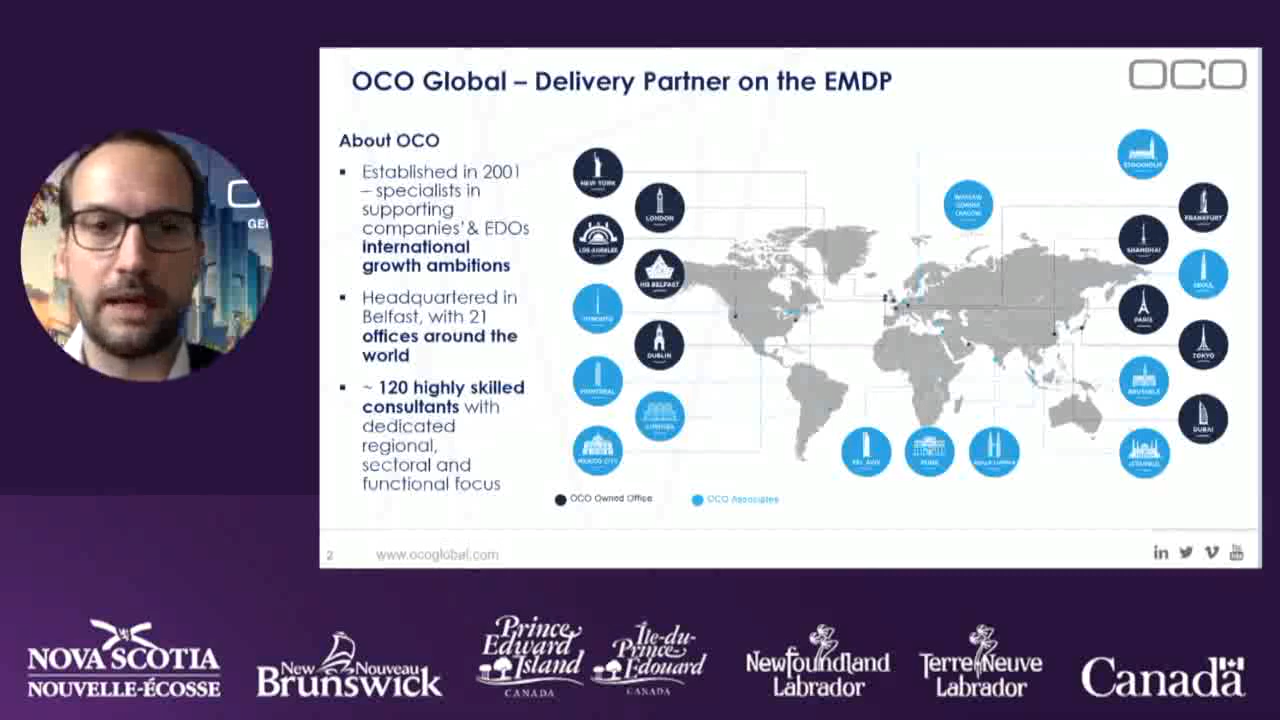 OCO Global – Delivery Partner on the EMDP
OCO
About OCO
▪ Established in 2001
– specialists in
supporting
companies' & EDOs
international
growth ambitions
▪ Headquartered in
Belfast, with 21
offices around the
world
▪ ~ 120 highly skilled
consultants with
dedicated
regional,
sectoral and
functional focus
NEW YORK
LONDON
LOS ANGELES
HQ BELFAST
TORONTO
DUBLIN
MONTREAL
MEXICO CITY
STOCKHOLM
FRANKFURT
SHANGHAI
SEOUL
PARIS
TOKYO
BRUSSELS
DUBAI
ISTANBUL
TEL AVIV
KUALA LUMPUR
OCO Owned Office
OCO Associates
2
www.ocoglobal.com
in
You
NOVA SCOTIA
NOUVELLE-ÉCOSSE
New Nouveau
Brunswick
Prince
Edward
Island
CANADA
Île-du-
Prince-
Édouard
CANADA
Newfoundland
Labrador
Terre-Neuve
Labrador
Canada